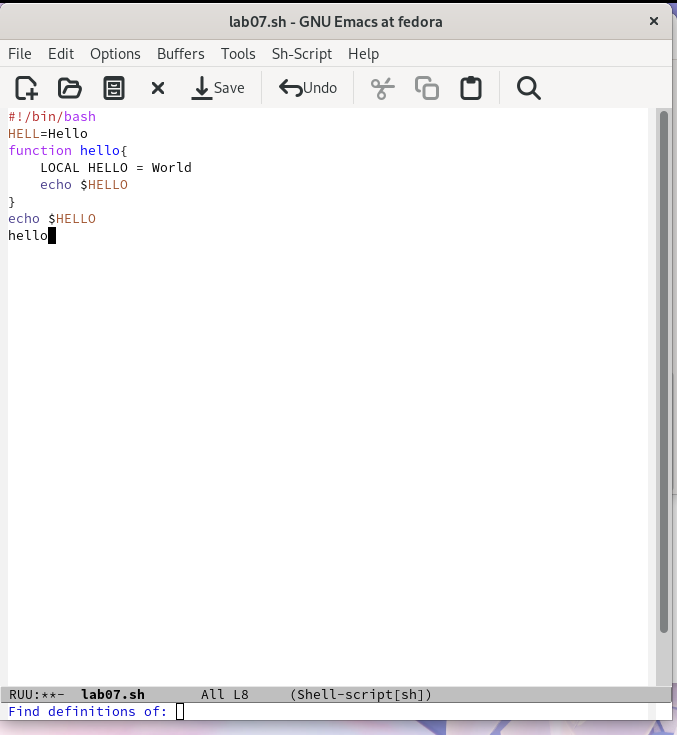 lab07.sh - GNU Emacs at fedora
File Edit Options Buffers Tools Sh-Script Help
Save Undo
#!/bin/bash
HELL=Hello
function hello{
    LOCAL HELLO = World
    echo $HELLO
}
echo $HELLO
hello
RUU:**-  lab07.sh       All L8     (Shell-script[sh])
Find definitions of: